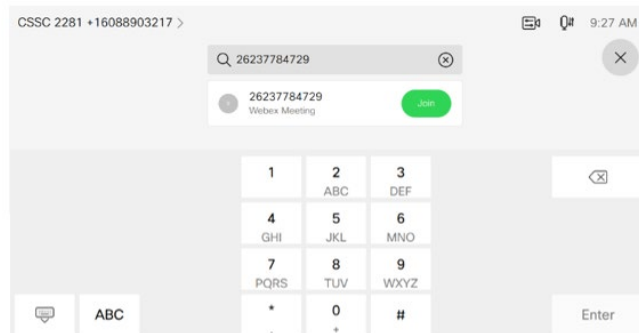 CSSC 2281 +16088903217 >
9:27 AM
26237784729
26237784729
Webex Meeting
Join
1
2
ABC
3
DEF
4
GHI
5
JKL
6
MNO
7
PQRS
8
TUV
9
WXYZ
ABC
*
0
+
#
Enter